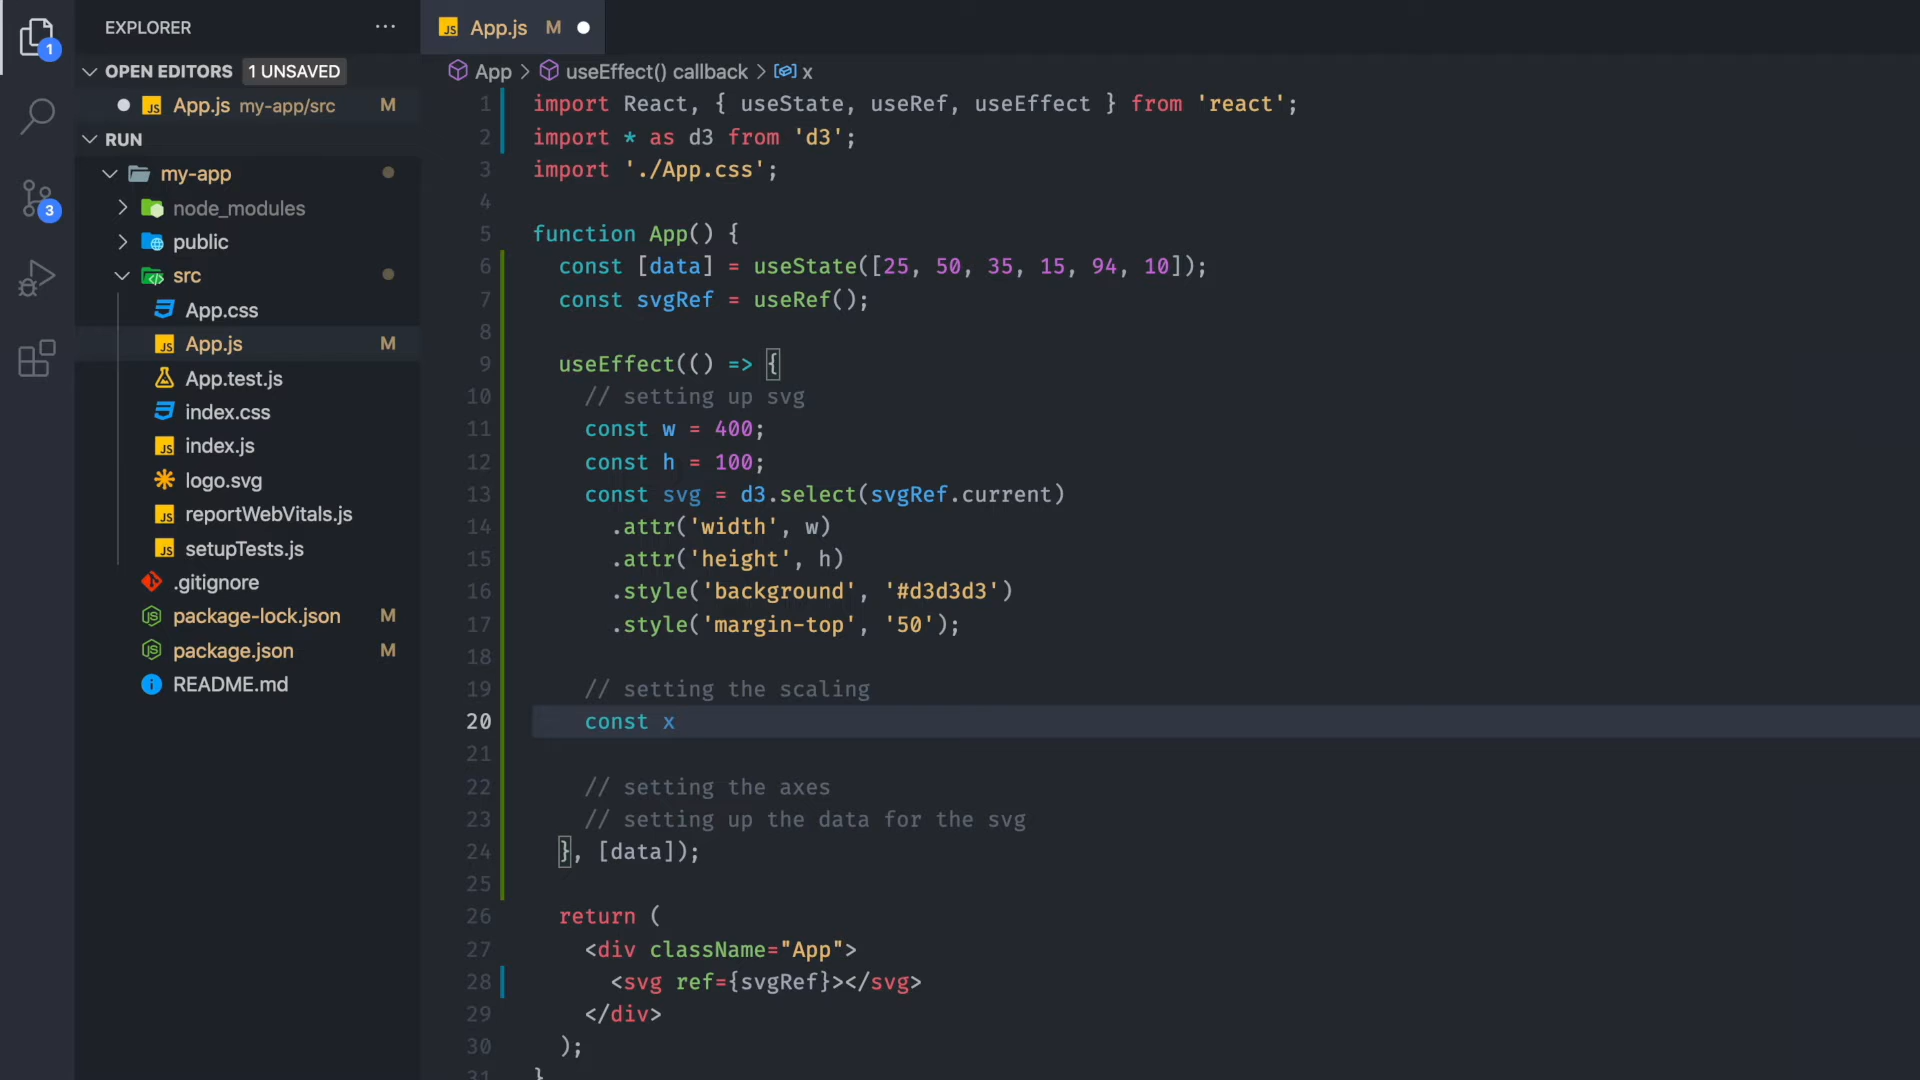 EXPLORER
OPEN EDITORS 1 UNSAVED
App.js my-app/src M
RUN
my-app
node_modules
public
src
App.css
App.js M
App.test.js
index.css
index.js
logo.svg
reportWebVitals.js
setupTests.js
.gitignore
package-lock.json M
package.json M
README.md
1
3
App.js M
App > useEffect() callback > x
1 import React, { useState, useRef, useEffect } from 'react';
2 import * as d3 from 'd3';
3 import './App.css';
4
5 function App() {
6 const [data] = useState([25, 50, 35, 15, 94, 10]);
7 const svgRef = useRef();
8
9 useEffect(() => {
10 // setting up svg
11 const w = 400;
12 const h = 100;
13 const svg = d3.select(svgRef.current)
14 .attr('width', w)
15 .attr('height', h)
16 .style('background', '#d3d3d3')
17 .style('margin-top', '50');
18
19 // setting the scaling
20 const x
21
22 // setting the axes
23 // setting up the data for the svg
24 }, [data]);
25
26 return (
27 <div className="App">
28 <svg ref={svgRef}></svg>
29 </div>
30 );
31 }